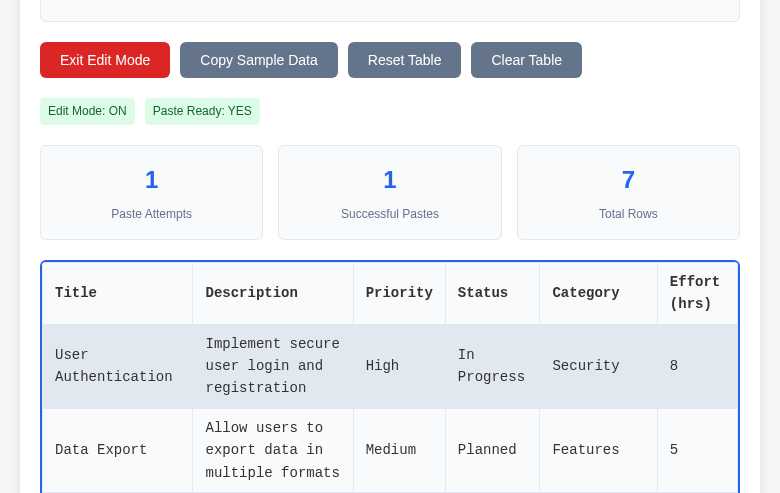 Exit Edit Mode Copy Sample Data Reset Table Clear Table
Edit Mode: ON Paste Ready: YES
1 1 7
Paste Attempts Successful Pastes Total Rows
Title Description Priority Status Category Effort
(hrs)
User
Authentication
Implement secure
user login and
registration
High
In
Progress
Security
8
Data Export
Allow users to
export data in
multiple formats
Medium
Planned
Features
5